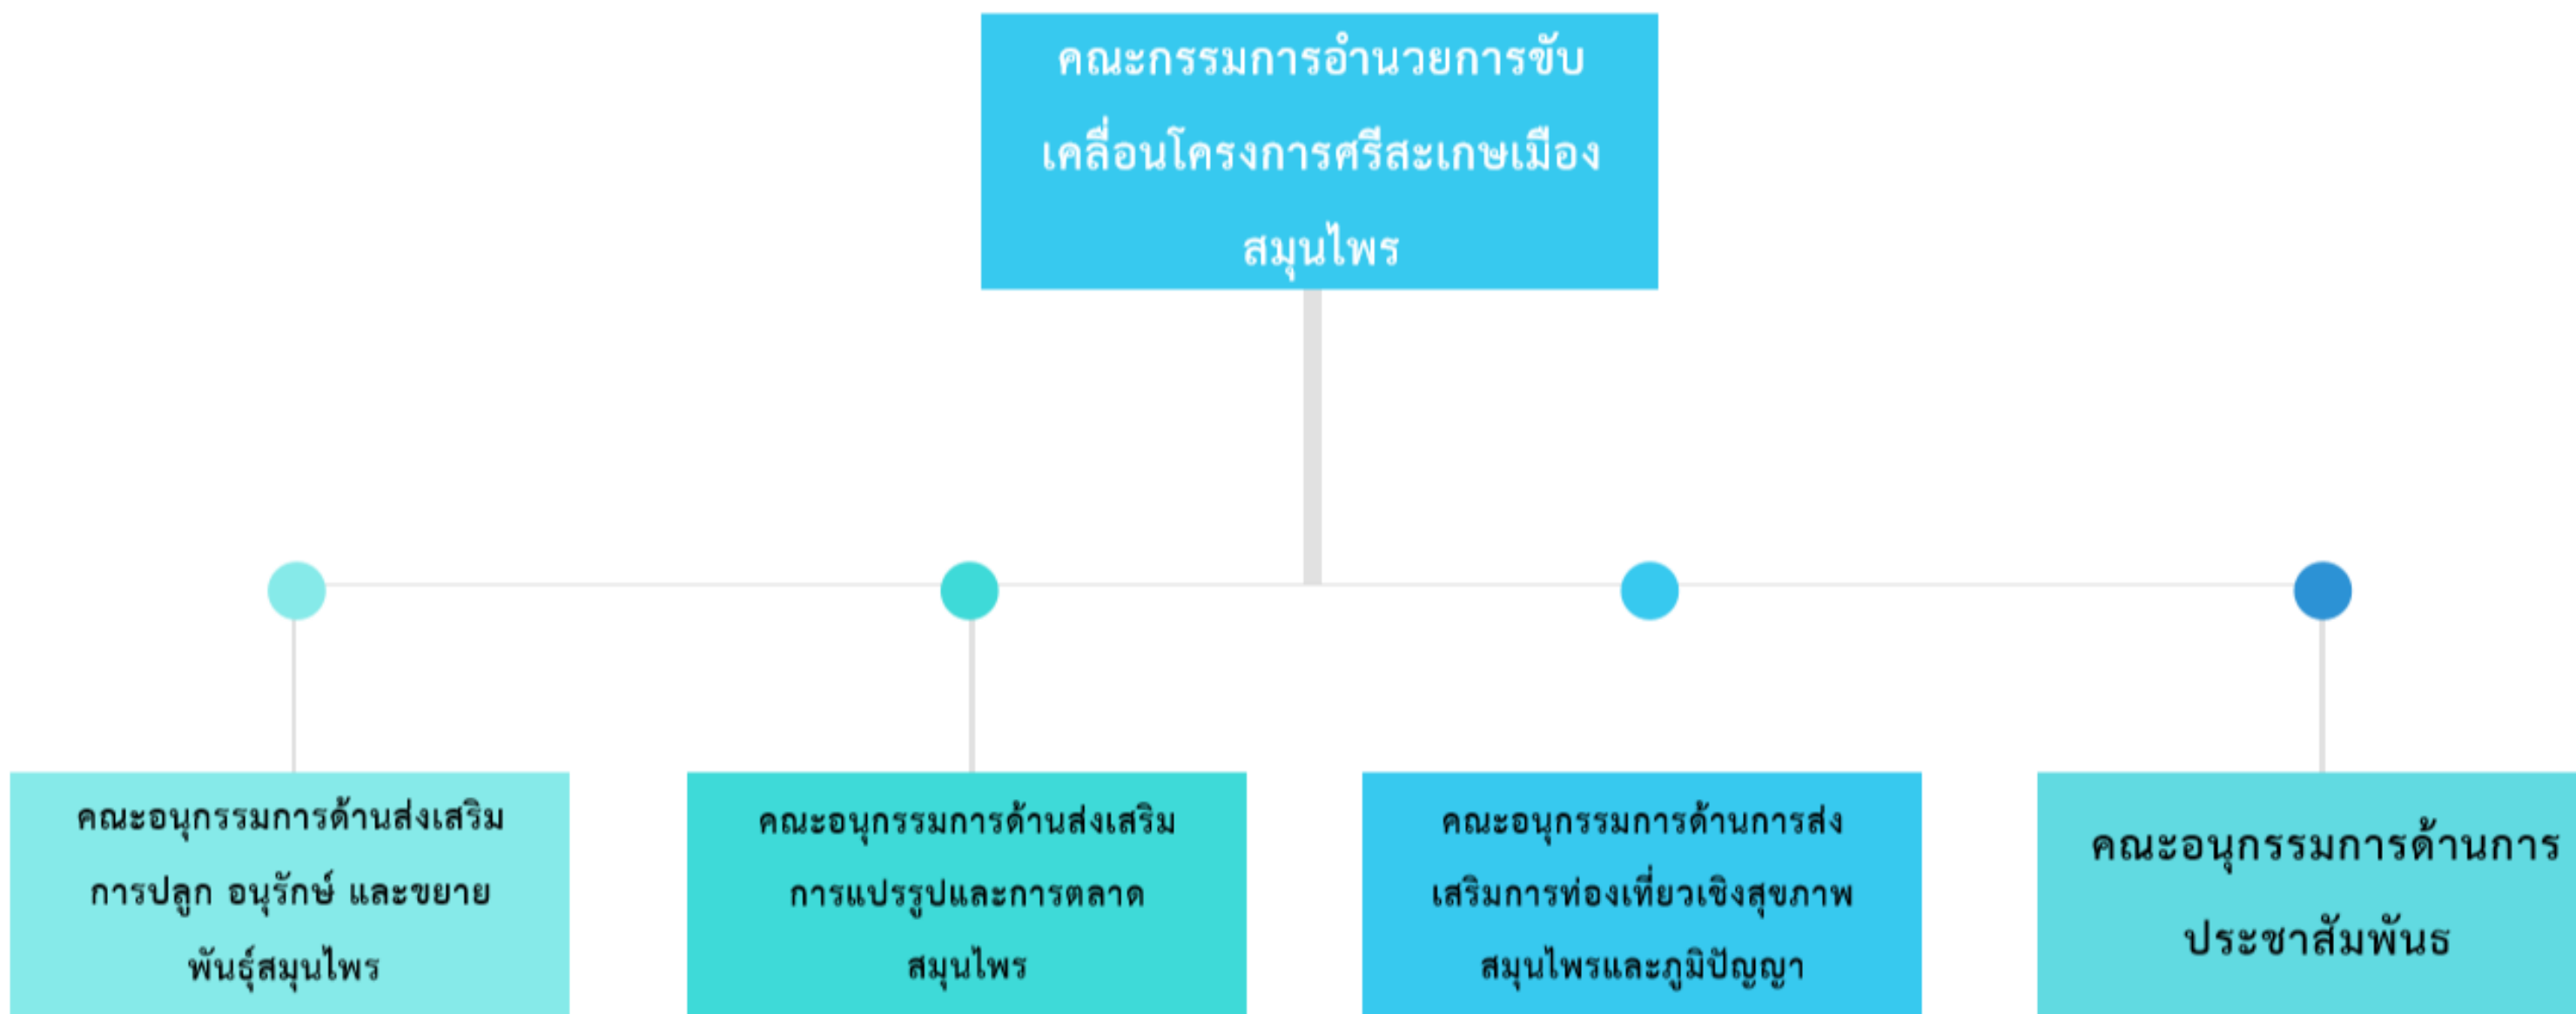 คณะกรรมการอำนวยการขับ
เคลื่อนโครงการศรีสะเกษเมือง
สมุนไพร
คณะอนุกรรมการด้านส่งเสริม
การปลูก อนุรักษ์ และขยาย
พันธุ์สมุนไพร
คณะอนุกรรมการด้านส่งเสริม
การแปรรูปและการตลาด
สมุนไพร
คณะอนุกรรมการด้านการส่ง
เสริมการท่องเที่ยวเชิงสุขภาพ
สมุนไพรและภูมิปัญญา
คณะอนุกรรมการด้านการ
ประชาสัมพันธ